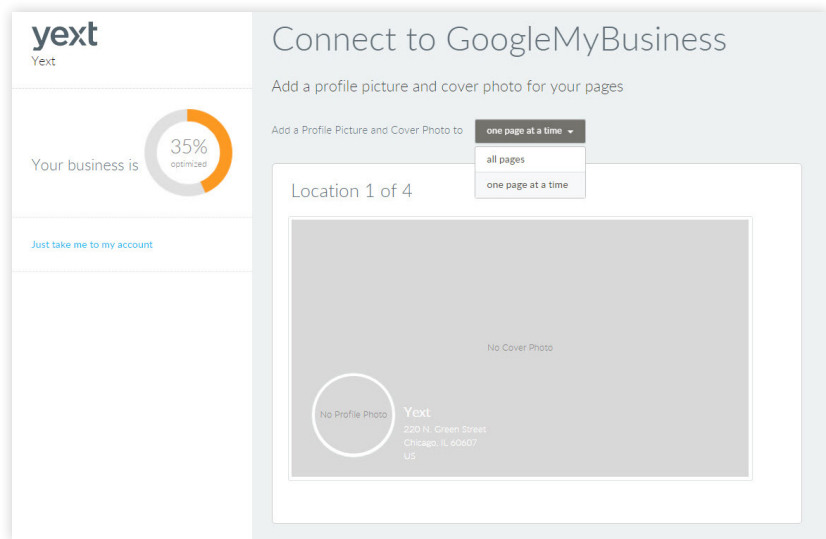 yext
Yext
Your business is
35%
optimized
Just take me to my account
Connect to GoogleMyBusiness
Add a profile picture and cover photo for your pages
Add a Profile Picture and Cover Photo to
one page at a time
all pages
one page at a time
Location 1 of 4
No Cover Photo
No Profile Photo
Yext
220 N. Green Street
Chicago, IL 60607
US